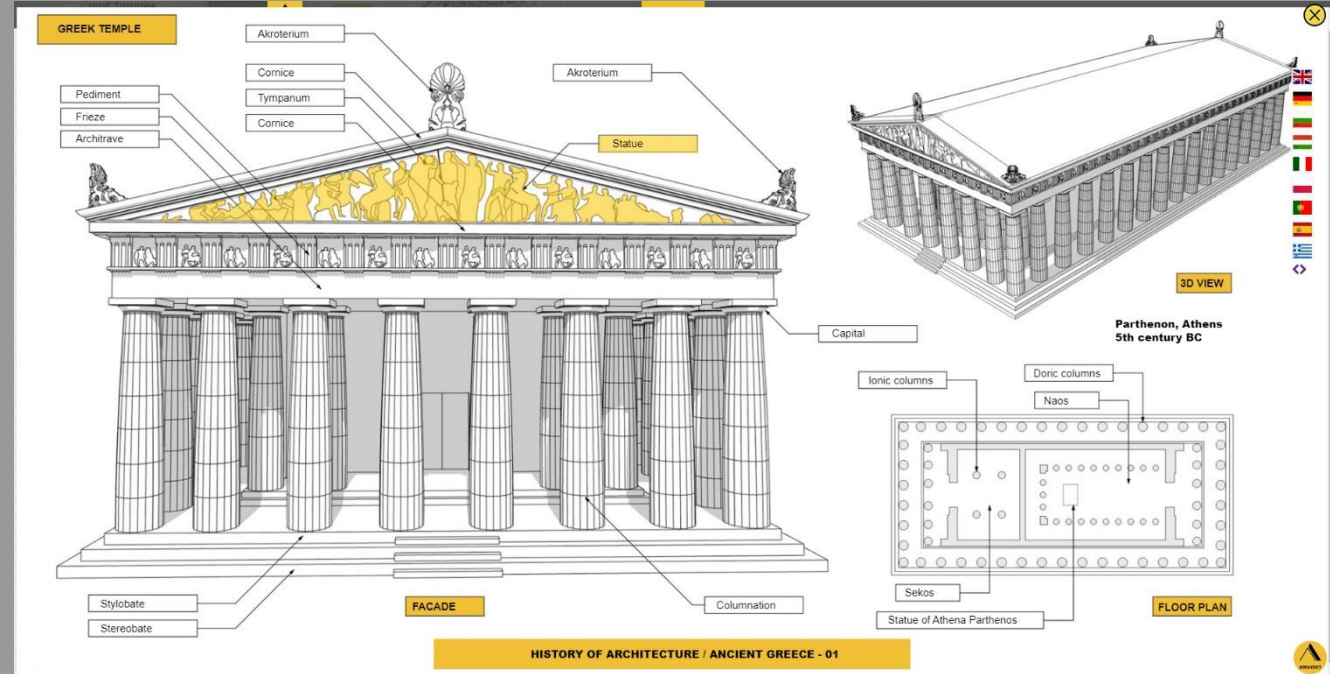 GREEK TEMPLE
Akroterium
Cornice
Tympanum
Cornice
Pediment
Frieze
Architrave
Akroterium
Statue
Capital
3D VIEW
Parthenon, Athens
5th century BC
Ionic columns
Doric columns
Naos
Sekos
Statue of Athena Parthenos
FLOOR PLAN
Stylobate
Stereobate
FACADE
Columnation
HISTORY OF ARCHITECTURE / ANCIENT GREECE - 01